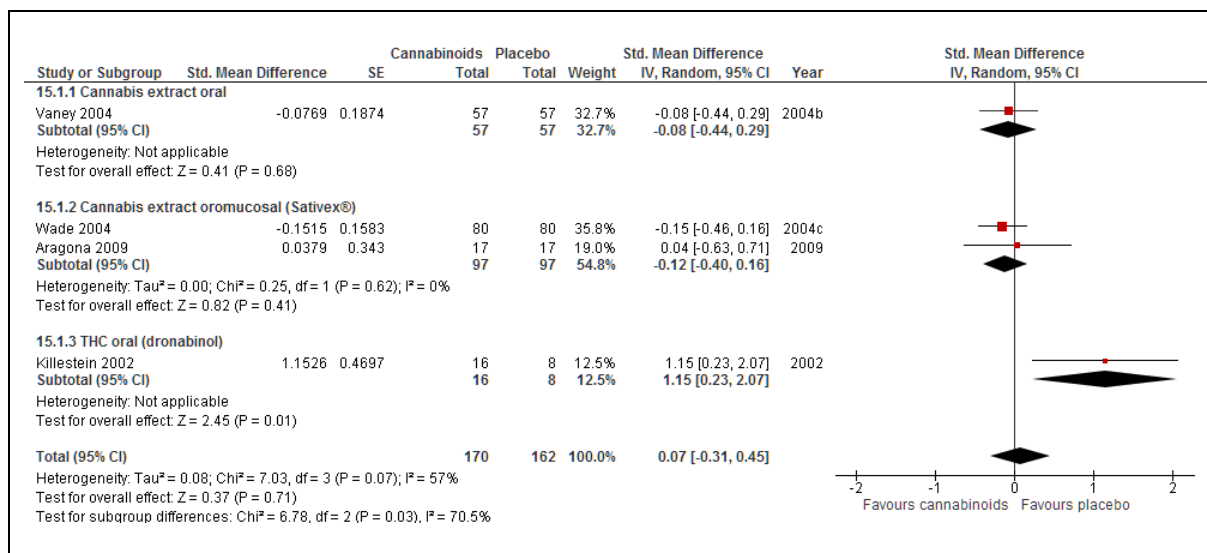 Cannabinoids Placebo Std. Mean Difference Std. Mean Difference
Study or Subgroup Std. Mean Difference SE Total Total Weight IV, Random, 95% CI Year IV, Random, 95% CI
15.1.1 Cannabis extract oral
Vaney 2004 -0.0769 0.1874 57 57 32.7% -0.08 [-0.44, 0.29] 2004b
Subtotal (95% CI) 57 57 32.7% -0.08 [-0.44, 0.29]
Heterogeneity: Not applicable
Test for overall effect: Z = 0.41 (P = 0.68)
15.1.2 Cannabis extract oromucosal (Sativex®)
Wade 2004 -0.1515 0.1583 80 80 35.8% -0.15 [-0.46, 0.16] 2004c
Aragona 2009 0.0379 0.343 17 17 19.0% 0.04 [-0.63, 0.71] 2009
Subtotal (95% CI) 97 97 54.8% -0.12 [-0.40, 0.16]
Heterogeneity: Tau² = 0.00; Chi² = 0.25, df = 1 (P = 0.62); I² = 0%
Test for overall effect: Z = 0.82 (P = 0.41)
15.1.3 THC oral (dronabinol)
Killestein 2002 1.1526 0.4697 16 8 12.5% 1.15 [0.23, 2.07] 2002
Subtotal (95% CI) 16 8 12.5% 1.15 [0.23, 2.07]
Heterogeneity: Not applicable
Test for overall effect: Z = 2.45 (P = 0.01)
Total (95% CI) 170 162 100.0% 0.07 [-0.31, 0.45]
Heterogeneity: Tau² = 0.08; Chi² = 7.03, df = 3 (P = 0.07); I² = 57%
Test for overall effect: Z = 0.37 (P = 0.71)
Test for subgroup differences: Chi² = 6.78, df = 2 (P = 0.03), I² = 70.5%
-2 -1 0 1 2
Favours cannabinoids Favours placebo